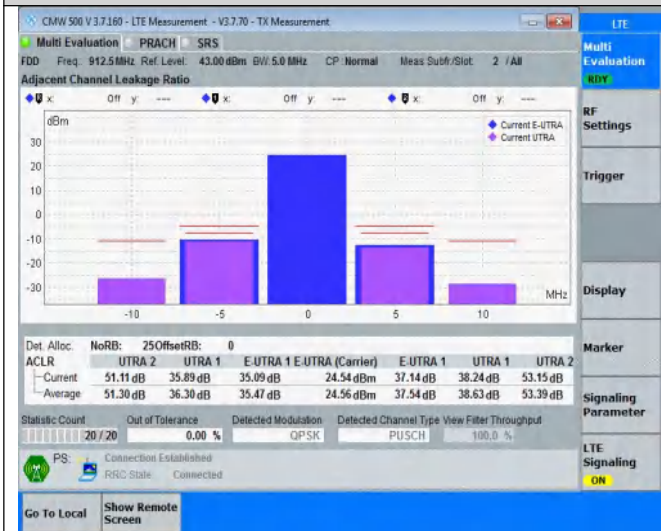 CMW 500 V 3.7.160 - LTE Measurement - V3.7.70 - TX Measurement
LTE
Multi Evaluation PRACH SRS
Multi Evaluation
RDY
FDD Freq: 912.5 MHz Ref. Level: 43.00 dBm BW: 5.0 MHz CP: Normal Meas Subfr./Slot: 2 / All
Adjacent Channel Leakage Ratio
x: Off y: --- x: Off y: --- x: Off y: ---
dBm
Current E-UTRA
Current UTRA
30
20
10
0
-10
-20
-30
MHz
-10 -5 0 5 10
RF Settings
Trigger
Display
Marker
Signaling Parameter
LTE Signaling
ON
Det. Alloc. NoRB: 25 OffsetRB: 0
ACLR UTRA 2 UTRA 1 E-UTRA 1 E-UTRA (Carrier) E-UTRA 1 UTRA 1 UTRA 2
Current 51.11 dB 35.89 dB 35.09 dB 24.54 dBm 37.14 dB 38.24 dB 53.15 dB
Average 51.30 dB 36.30 dB 35.47 dB 24.56 dBm 37.54 dB 38.63 dB 53.39 dB
Statistic Count Out of Tolerance Detected Modulation Detected Channel Type View Filter Throughput
20 / 20 0.00 % QPSK PUSCH 100.0 %
PS: Connection Established
RRC State Connected
Go To Local Show Remote Screen